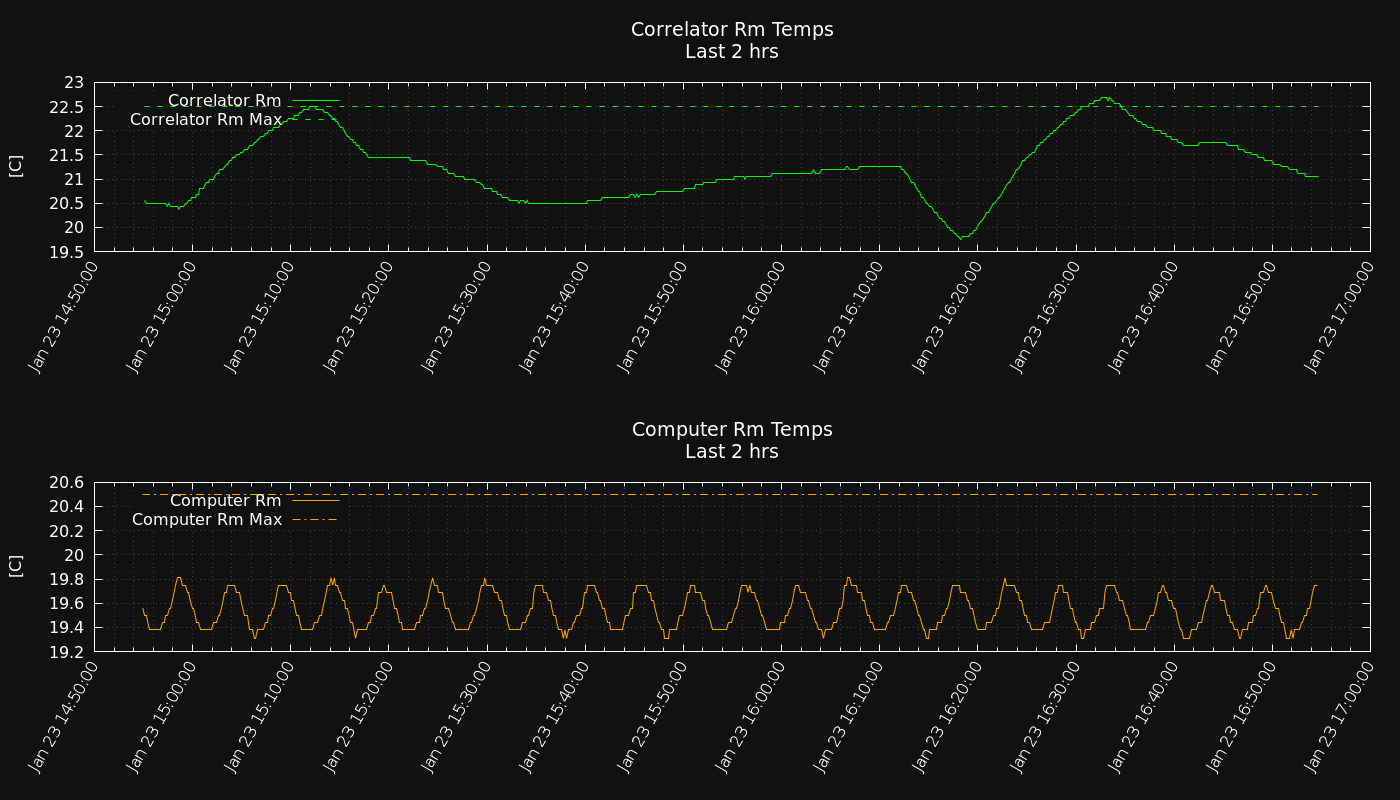 Correlator Rm Temps
Last 2 hrs
23
22.5
22
21.5
21
20.5
20
19.5
[C]
Correlator Rm
Correlator Rm Max
Jan 23 14:50:00
Jan 23 15:00:00
Jan 23 15:10:00
Jan 23 15:20:00
Jan 23 15:30:00
Jan 23 15:40:00
Jan 23 15:50:00
Jan 23 16:00:00
Jan 23 16:10:00
Jan 23 16:20:00
Jan 23 16:30:00
Jan 23 16:40:00
Jan 23 16:50:00
Jan 23 17:00:00
Computer Rm Temps
Last 2 hrs
20.6
20.4
20.2
20
19.8
19.6
19.4
19.2
[C]
Computer Rm
Computer Rm Max
Jan 23 14:50:00
Jan 23 15:00:00
Jan 23 15:10:00
Jan 23 15:20:00
Jan 23 15:30:00
Jan 23 15:40:00
Jan 23 15:50:00
Jan 23 16:00:00
Jan 23 16:10:00
Jan 23 16:20:00
Jan 23 16:30:00
Jan 23 16:40:00
Jan 23 16:50:00
Jan 23 17:00:00